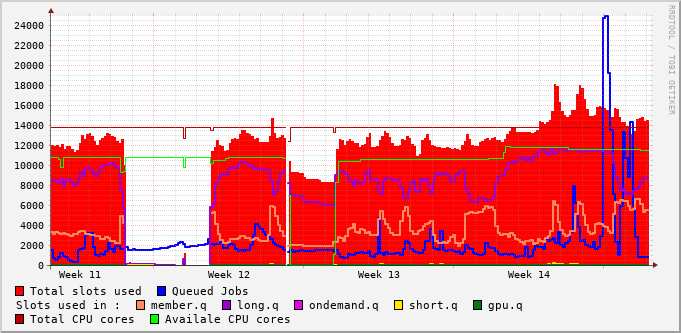 RRDTOOL / TOBI OETIKER
24000
22000
20000
18000
16000
14000
12000
10000
8000
6000
4000
2000
0
Week 11 Week 12 Week 13 Week 14
Total slots used Queued Jobs
Slots used in : member.q long.q ondemand.q short.q gpu.q
Total CPU cores Availale CPU cores